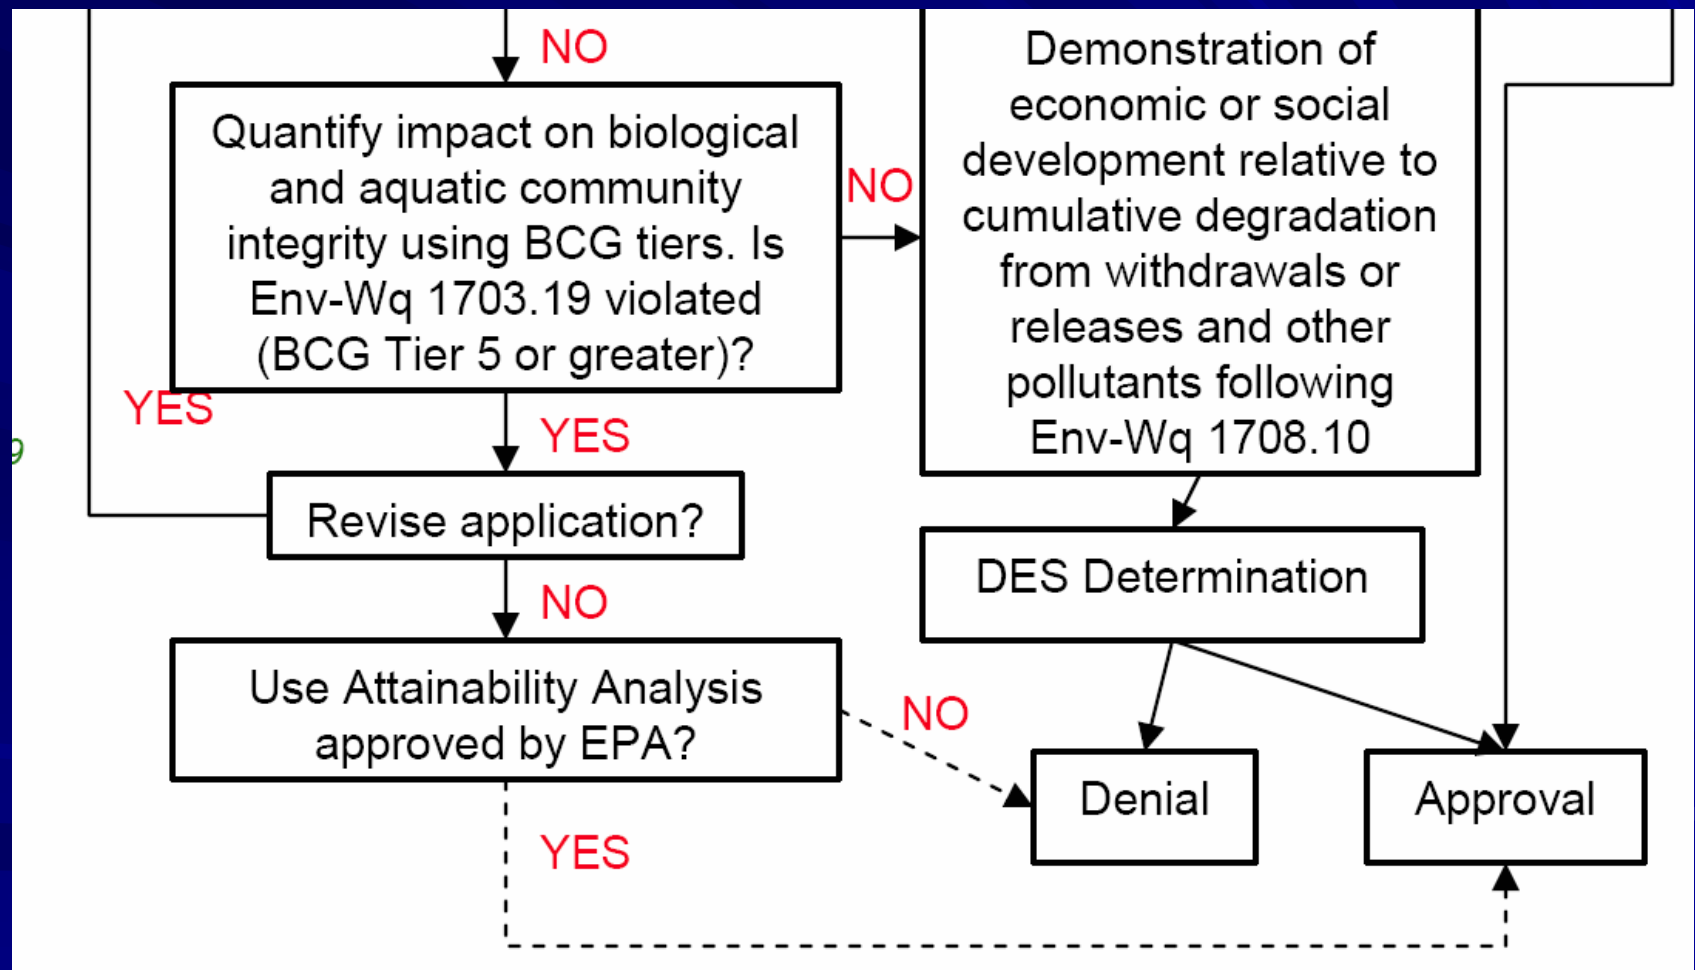 NO
Quantify impact on biological
and aquatic community
integrity using BCG tiers. Is
Env-Wq 1703.19 violated
(BCG Tier 5 or greater)?
NO
Demonstration of
economic or social
development relative to
cumulative degradation
from withdrawals or
releases and other
pollutants following
Env-Wq 1708.10
YES
9
YES
Revise application?
DES Determination
NO
Use Attainability Analysis
approved by EPA?
NO
Denial
Approval
YES